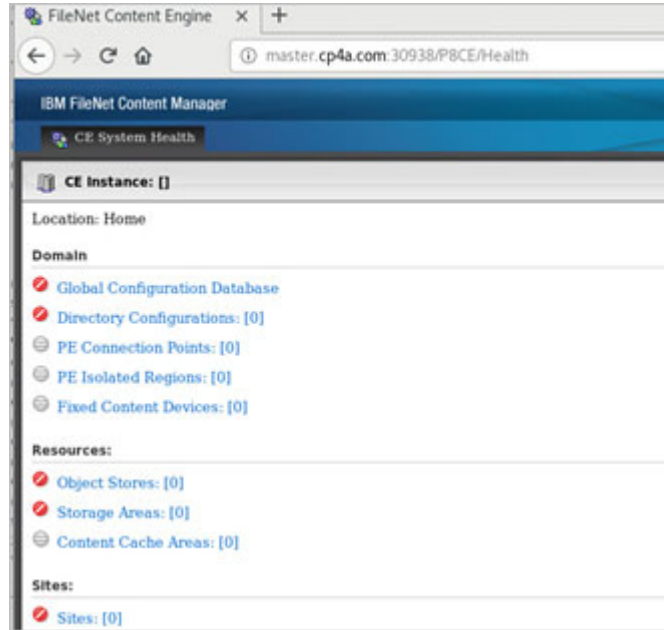 FileNet Content Engine
master.cp4a.com:30938/P8CE/Health
IBM FileNet Content Manager
CE System Health
CE Instance: []
Location: Home
Domain
Global Configuration Database
Directory Configurations: [0]
PE Connection Points: [0]
PE Isolated Regions: [0]
Fixed Content Devices: [0]
Resources:
Object Stores: [0]
Storage Areas: [0]
Content Cache Areas: [0]
Sites:
Sites: [0]